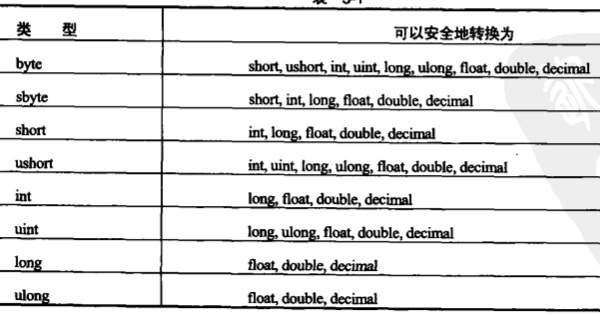 类 型 可以安全地转换为
byte short, ushort, int, uint, long, ulong, float, double, decimal
sbyte short, int, long, float, double, decimal
short int, long, float, double, decimal
ushort int, uint, long, ulong, float, double, decimal
int long, float, double, decimal
uint long, ulong, float, double, decimal
long float, double, decimal
ulong float, double, decimal